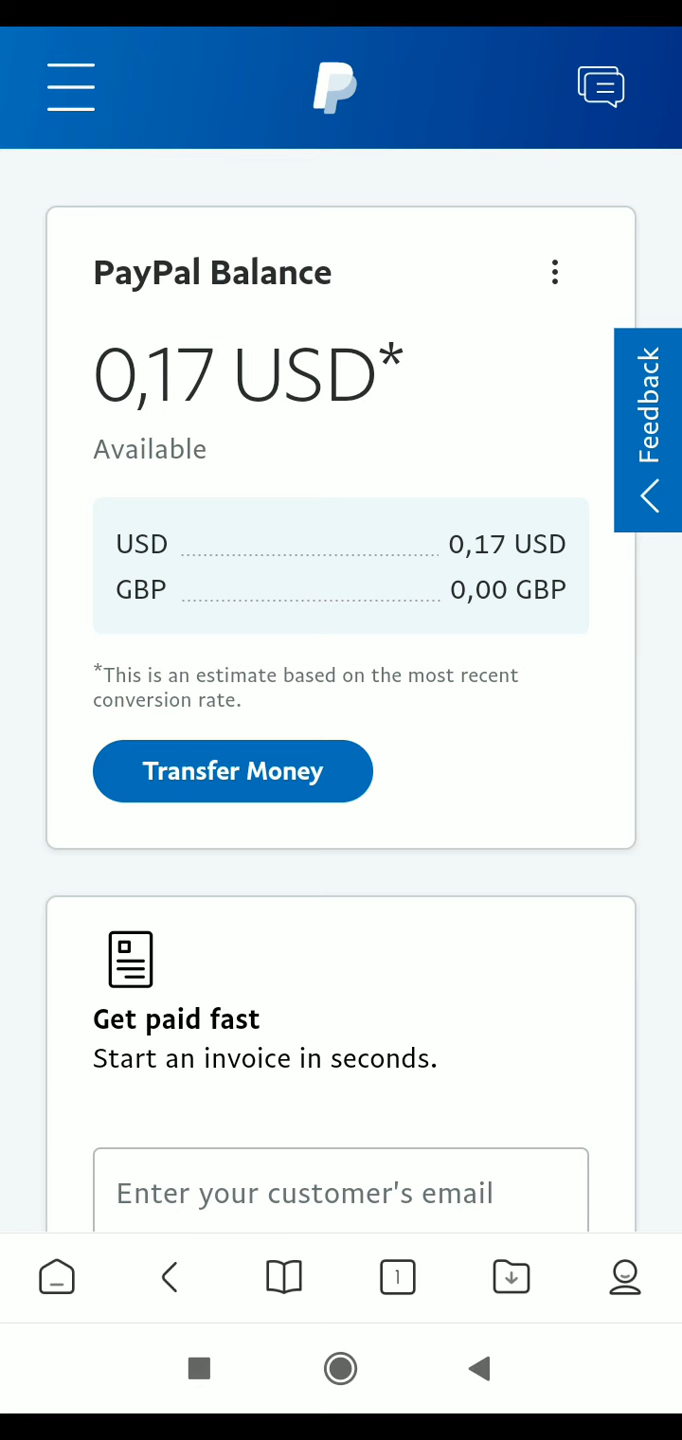 PayPal Balance
0,17 USD*
Available
Feedback
USD 0,17 USD
GBP 0,00 GBP
*This is an estimate based on the most recent
conversion rate.
Transfer Money
Get paid fast
Start an invoice in seconds.
Enter your customer's email
1